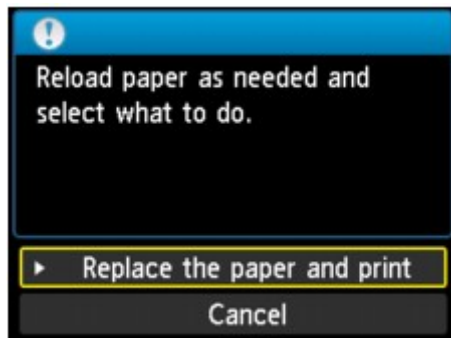 Reload paper as needed and
select what to do.
Replace the paper and print
Cancel